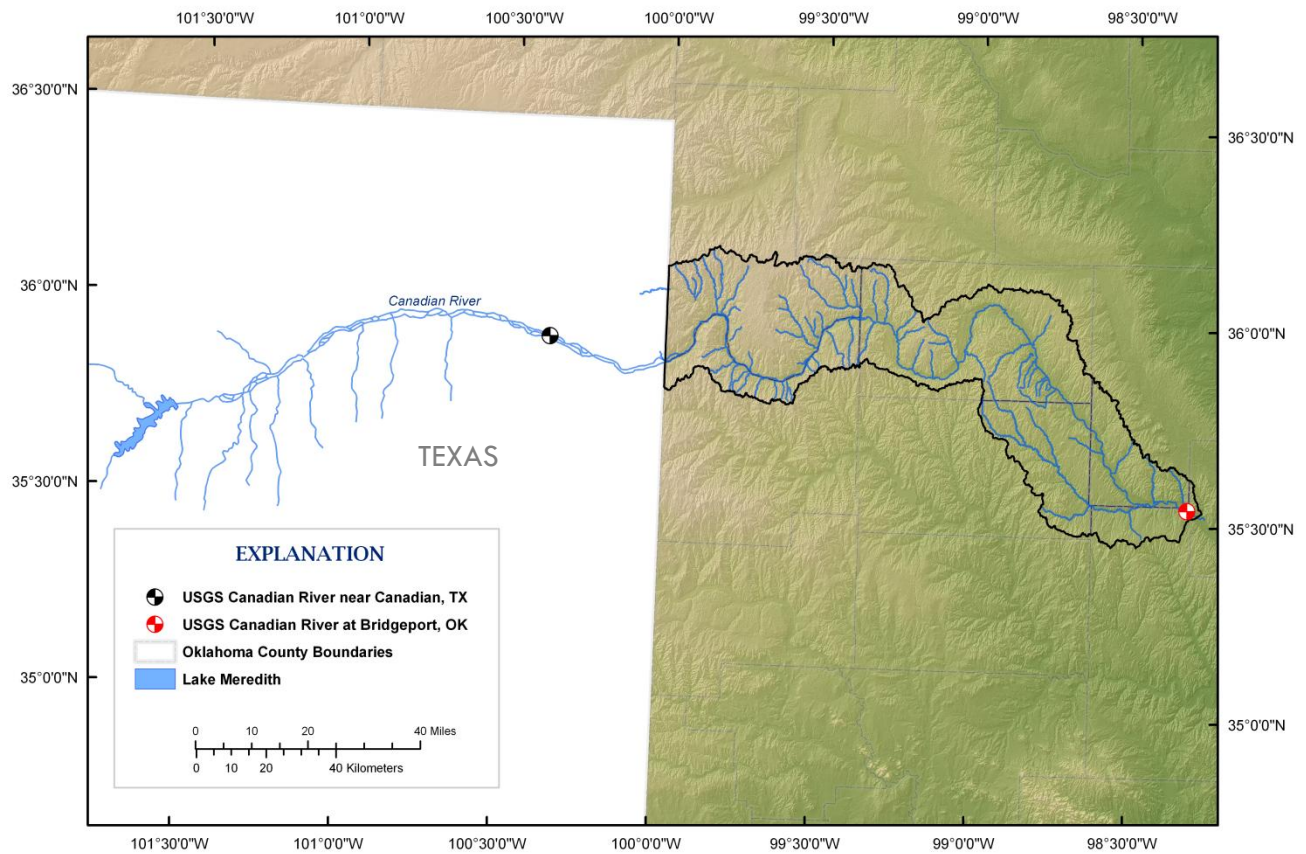 101°30'0"W 101°0'0"W 100°30'0"W 100°0'0"W 99°30'0"W 99°0'0"W 98°30'0"W
36°30'0"N
36°30'0"N
36°0'0"N
36°0'0"N
Canadian River
TEXAS
35°30'0"N
35°30'0"N
EXPLANATION
USGS Canadian River near Canadian, TX
USGS Canadian River at Bridgeport, OK
Oklahoma County Boundaries
Lake Meredith
35°0'0"N
35°0'0"N
0 10 20 40 Miles
0 10 20 40 Kilometers
101°30'0"W 101°0'0"W 100°30'0"W 100°0'0"W 99°30'0"W 99°0'0"W 98°30'0"W